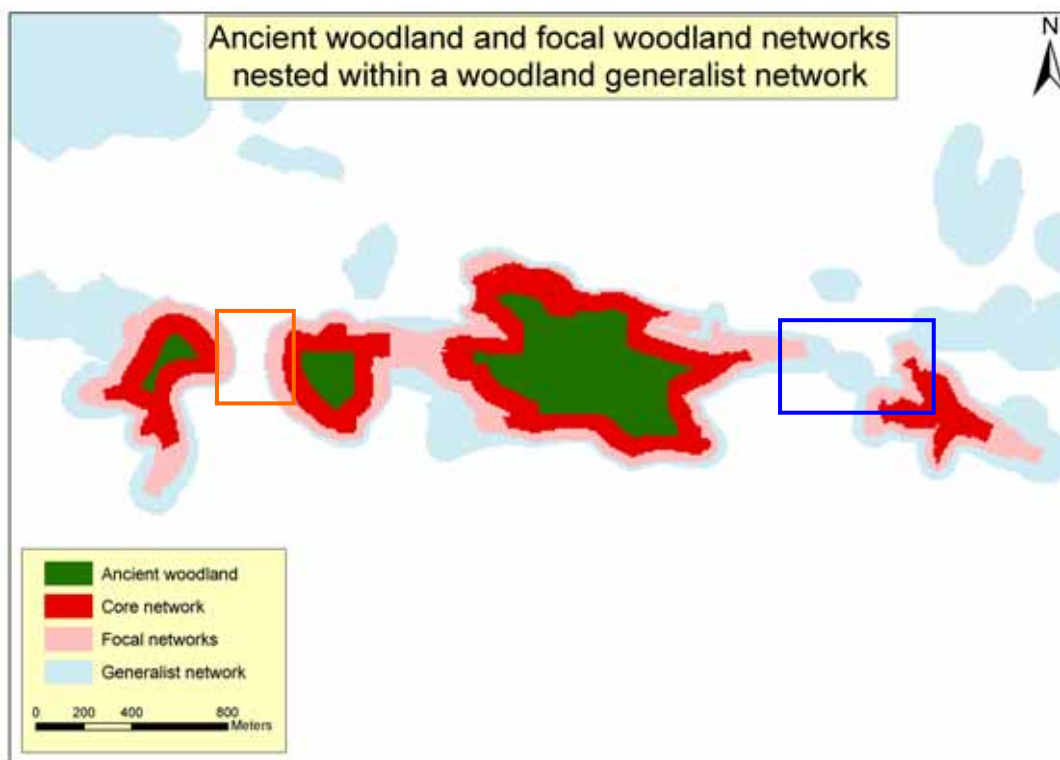 Ancient woodland and focal woodland networks
nested within a woodland generalist network
N
Ancient woodland
Core network
Focal networks
Generalist network
0 200 400 800
Meters